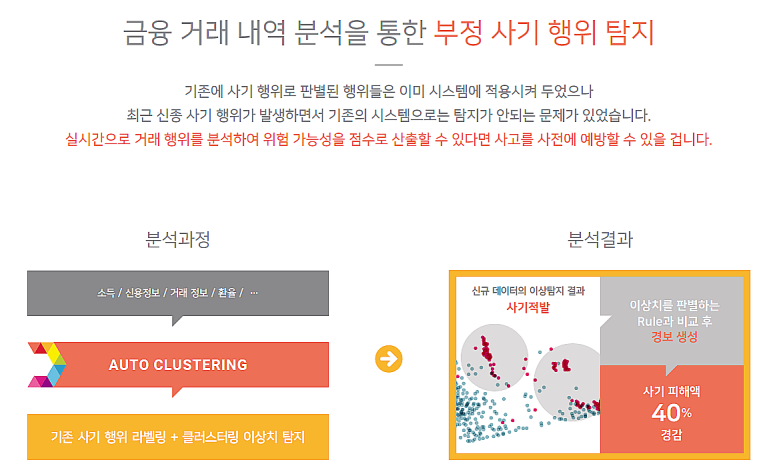 금융 거래 내역 분석을 통한 부정 사기 행위 탐지
기존에 사기 행위로 판별된 행위들은 이미 시스템에 적용시켜 두었으나
최근 신종 사기 행위가 발생하면서 기존의 시스템으로는 탐지가 안되는 문제가 있었습니다.
실시간으로 거래 행위를 분석하여 위험 가능성을 점수로 산출할 수 있다면 사고를 사전에 예방할 수 있을 겁니다.
분석과정
소득 / 신용정보 / 거래 정보 / 환율 / ···
AUTO CLUSTERING
기존 사기 행위 라벨링 + 클러스터링 이상치 탐지
분석결과
신규 데이터의 이상탐지 결과
사기적발
이상치를 판별하는
Rule과 비교 후
경보 생성
사기 피해액
40%
경감